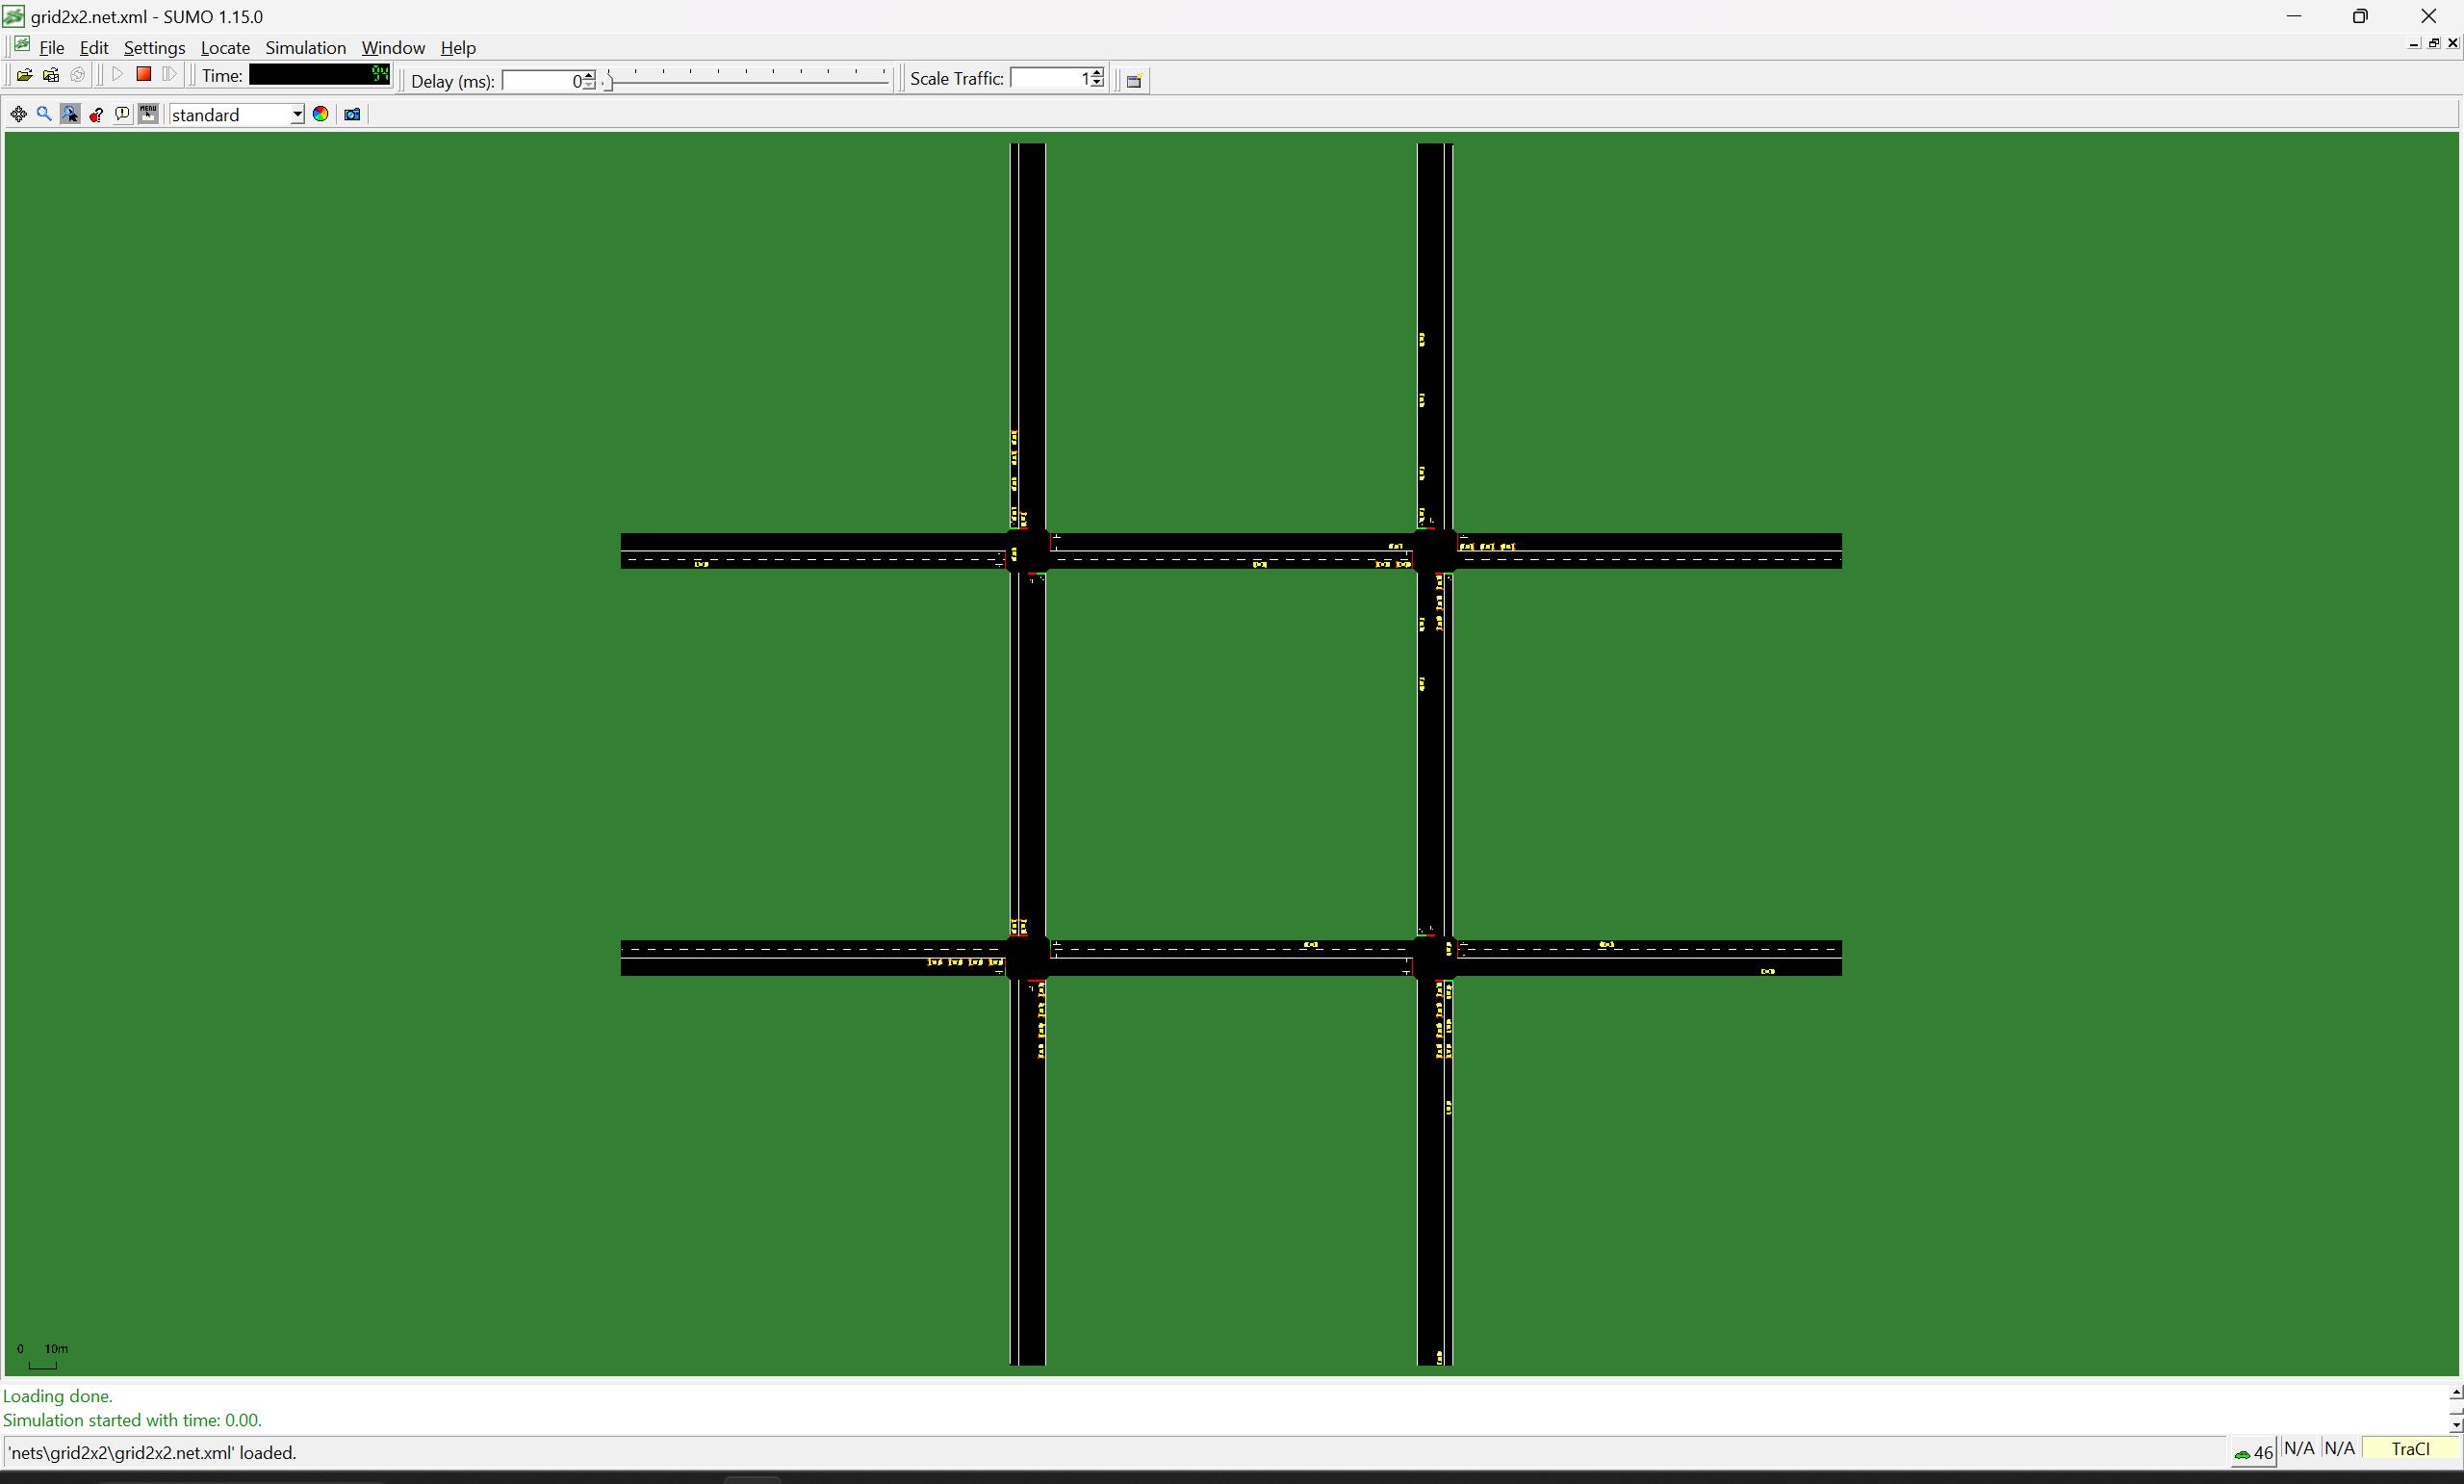 grid2x2.net.xml - SUMO 1.15.0
File Edit Settings Locate Simulation Window Help
Time: 94 Delay (ms): 0 Scale Traffic: 1
MENU standard
0 10m
Loading done.
Simulation started with time: 0.00.
'nets\grid2x2\grid2x2.net.xml' loaded. 46 N/A N/A TraCI